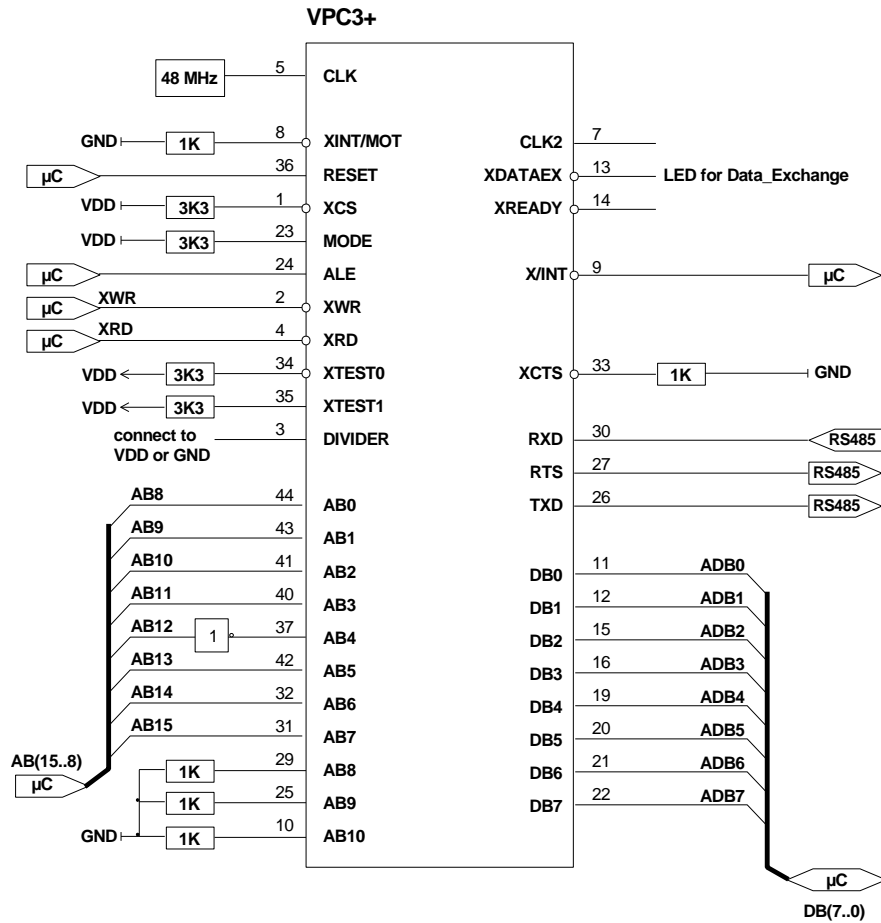 VPC3+
48 MHz 5 CLK
GND 1K 8 XINT/MOT CLK2 7
µC 36 RESET XDATAEX 13 LED for Data_Exchange
VDD 3K3 1 XCS XREADY 14
VDD 3K3 23 MODE
µC 24 ALE X/INT 9 µC
µC XWR 2 XWR
µC XRD 4 XRD
VDD 3K3 34 XTEST0 XCTS 33 1K GND
VDD 3K3 35 XTEST1
connect to
VDD or GND
3 DIVIDER RXD 30 RS485
RTS 27 RS485
AB8 44 AB0 TXD 26 RS485
AB9 43 AB1
AB10 41 AB2 DB0 11 ADB0
AB11 40 AB3 DB1 12 ADB1
AB12 1 37 AB4 DB2 15 ADB2
AB13 42 AB5 DB3 16 ADB3
AB14 32 AB6 DB4 19 ADB4
AB15 31 AB7 DB5 20 ADB5
AB(15..8)
µC
1K 29 AB8 DB6 21 ADB6
1K 25 AB9 DB7 22 ADB7
GND 1K 10 AB10
µC
DB(7..0)